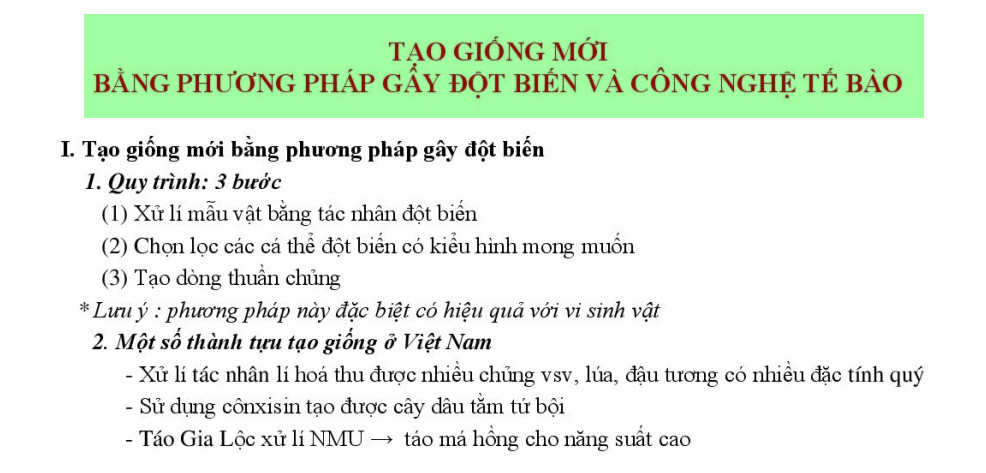 TẠO GIỐNG MỚI
BẰNG PHƯƠNG PHÁP GÂY ĐỘT BIẾN VÀ CÔNG NGHỆ TẾ BÀO
I. Tạo giống mới bằng phương pháp gây đột biến
1. Quy trình: 3 bước
(1) Xử lí mẫu vật bằng tác nhân đột biến
(2) Chọn lọc các cá thể đột biến có kiểu hình mong muốn
(3) Tạo dòng thuần chủng
* Lưu ý : phương pháp này đặc biệt có hiệu quả với vi sinh vật
2. Một số thành tựu tạo giống ở Việt Nam
- Xử lí tác nhân lí hoá thu được nhiều chủng vsv, lúa, đậu tương có nhiều đặc tính quý
- Sử dụng cônxisin tạo được cây dâu tằm tứ bội
- Táo Gia Lộc xử lí NMU → táo má hồng cho năng suất cao